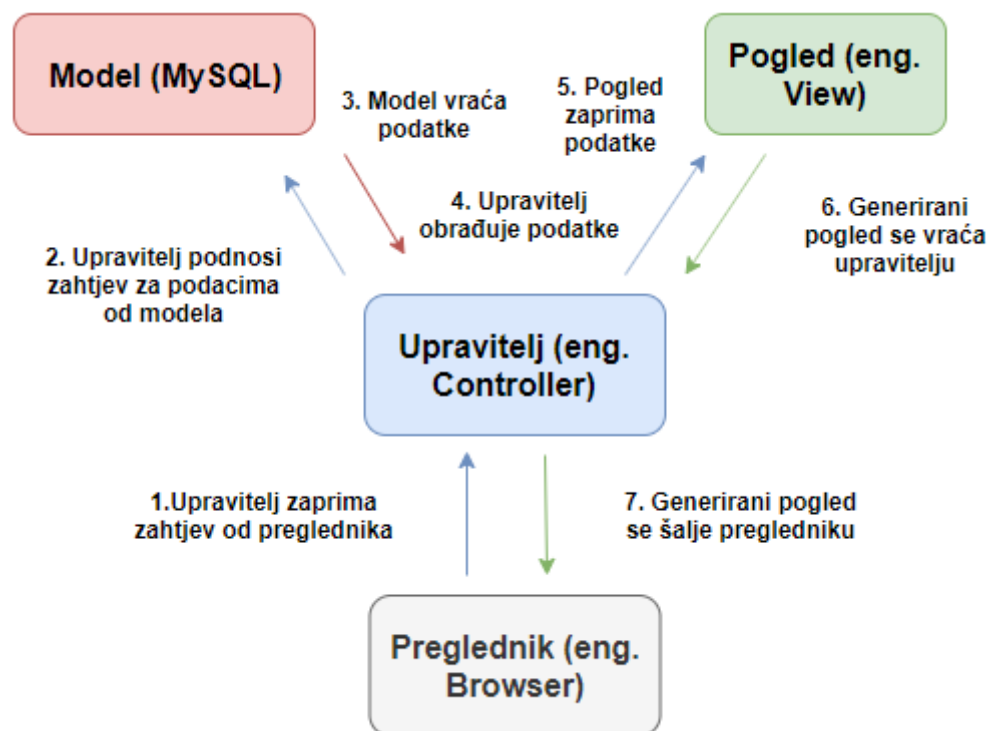 Model (MySQL)
Pogled (eng.
View)
3. Model vraća
podatke
5. Pogled
zaprima
podatke
4. Upravitelj
obrađuje podatke
6. Generirani
pogled se vraća
upravitelju
2. Upravitelj podnosi
zahtjev za podacima
od modela
Upravitelj (eng.
Controller)
1.Upravitelj zaprima
zahtjev od preglednika
7. Generirani pogled
se šalje pregledniku
Preglednik (eng.
Browser)